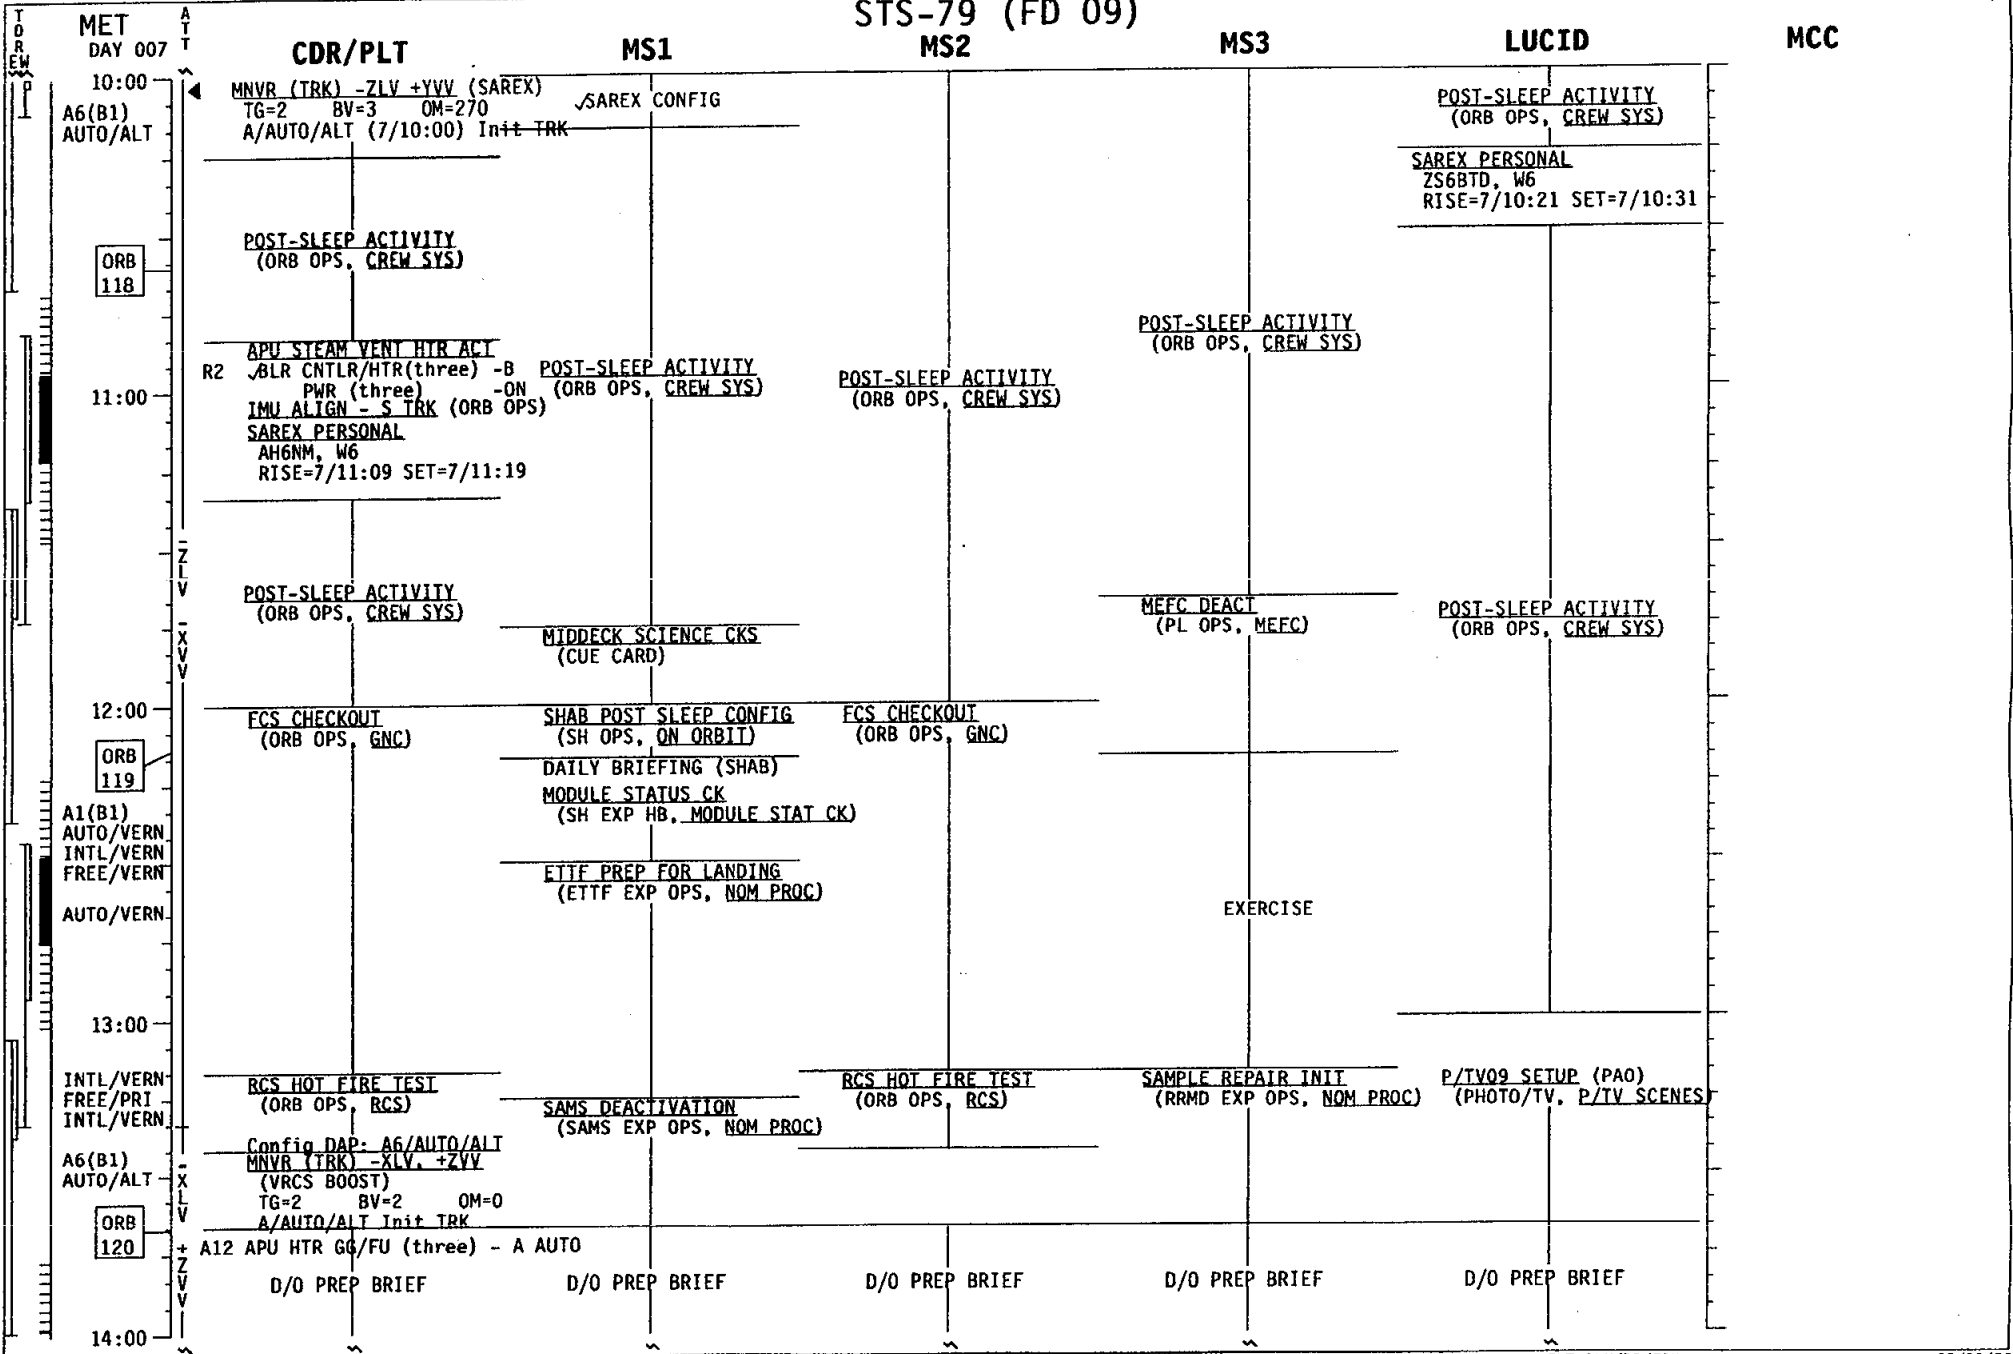 STS-79 (FD 09)
TDRE W
MET
DAY 007
ATT
CDR/PLT
MS1
MS2
MS3
LUCID
MCC
10:00
A6(B1)
AUTO/ALT
ORB
118
11:00
12:00
ORB
119
A1(B1)
AUTO/VERN
INTL/VERN
FREE/VERN
AUTO/VERN
13:00
INTL/VERN
FREE/PRI
INTL/VERN
A6(B1)
AUTO/ALT
ORB
120
14:00
-ZLV
-XVV
-XLV
+ZVV
MNVR (TRK) -ZLV +YVV (SAREX)
TG=2 BV=3 OM=270
A/AUTO/ALT (7/10:00) Init TRK
POST-SLEEP ACTIVITY
(ORB OPS, CREW SYS)
APU STEAM VENT HTR ACT
R2 √BLR CNTLR/HTR(three) -B
PWR (three) -ON
IMU ALIGN - S TRK (ORB OPS)
SAREX PERSONAL
AH6NM, W6
RISE=7/11:09 SET=7/11:19
POST-SLEEP ACTIVITY
(ORB OPS, CREW SYS)
FCS CHECKOUT
(ORB OPS, GNC)
RCS HOT FIRE TEST
(ORB OPS, RCS)
Config DAP: A6/AUTO/ALT
MNVR (TRK) -XLV, +ZVV
(VRCS BOOST)
TG=2 BV=2 OM=0
A/AUTO/ALT Init TRK
A12 APU HTR GG/FU (three) - A AUTO
D/O PREP BRIEF
√SAREX CONFIG
POST-SLEEP ACTIVITY
(ORB OPS, CREW SYS)
MIDDECK SCIENCE CKS
(CUE CARD)
SHAB POST SLEEP CONFIG
(SH OPS, ON ORBIT)
DAILY BRIEFING (SHAB)
MODULE STATUS CK
(SH EXP HB, MODULE STAT CK)
ETTF PREP FOR LANDING
(ETTF EXP OPS, NOM PROC)
SAMS DEACTIVATION
(SAMS EXP OPS, NOM PROC)
D/O PREP BRIEF
POST-SLEEP ACTIVITY
(ORB OPS, CREW SYS)
FCS CHECKOUT
(ORB OPS, GNC)
RCS HOT FIRE TEST
(ORB OPS, RCS)
D/O PREP BRIEF
POST-SLEEP ACTIVITY
(ORB OPS, CREW SYS)
MEFC DEACT
(PL OPS, MEFC)
EXERCISE
SAMPLE REPAIR INIT
(RRMD EXP OPS, NOM PROC)
D/O PREP BRIEF
POST-SLEEP ACTIVITY
(ORB OPS, CREW SYS)
SAREX PERSONAL
ZS6BTD, W6
RISE=7/10:21 SET=7/10:31
POST-SLEEP ACTIVITY
(ORB OPS, CREW SYS)
P/TV09 SETUP (PAO)
(PHOTO/TV, P/TV SCENES)
D/O PREP BRIEF